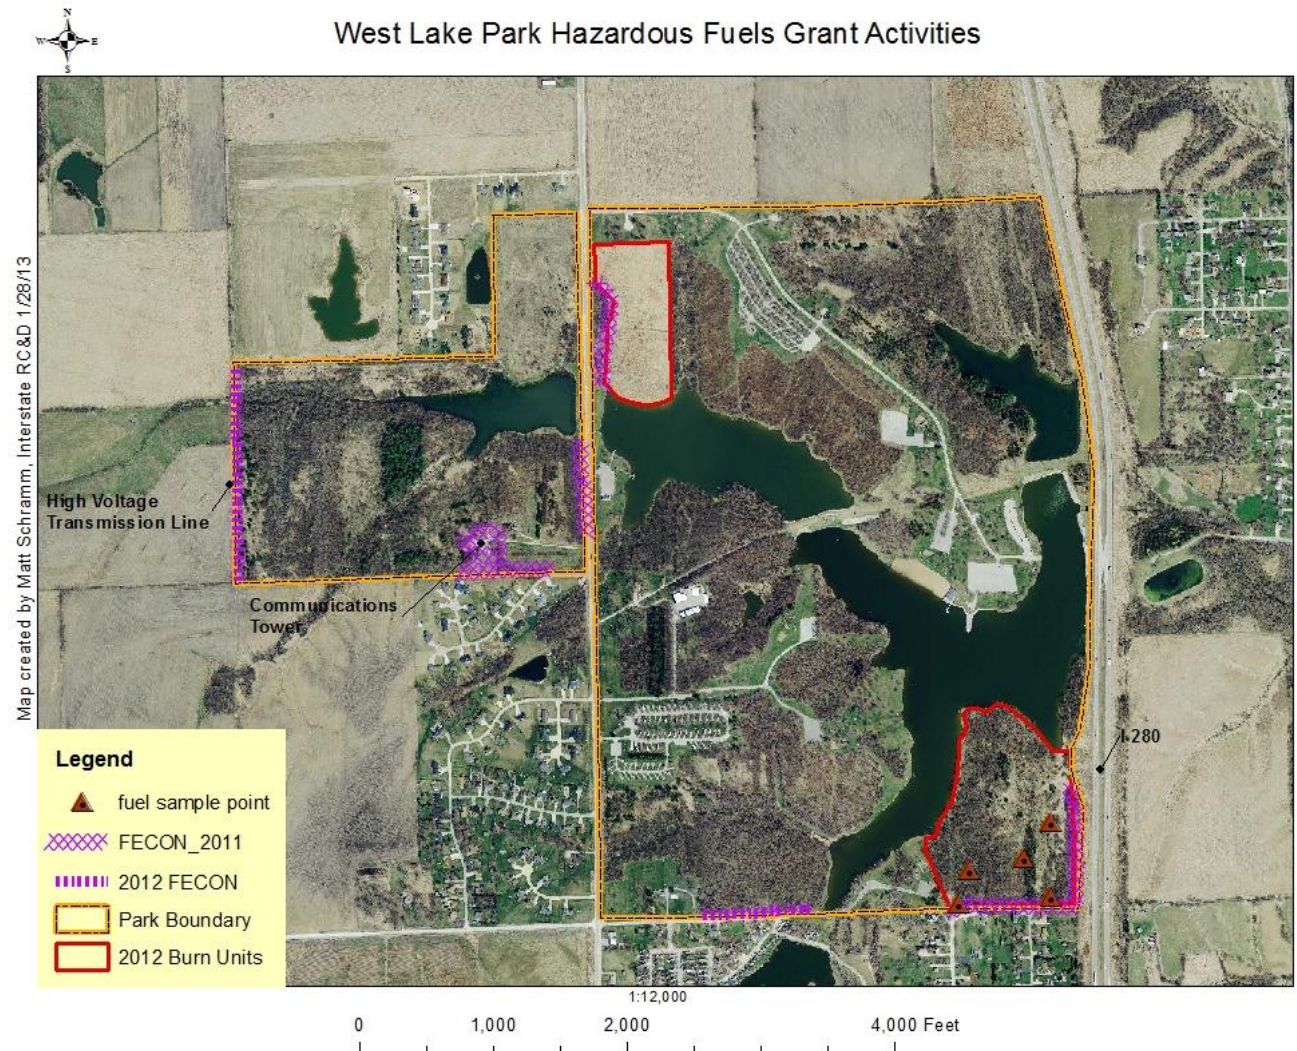 West Lake Park Hazardous Fuels Grant Activities
N
W E
S
Map created by Matt Schramm, Interstate RC&D 1/28/13
High Voltage
Transmission Line
Communications
Tower
I-280
Legend
fuel sample point
FECON_2011
2012 FECON
Park Boundary
2012 Burn Units
1:12,000
0 1,000 2,000 4,000 Feet